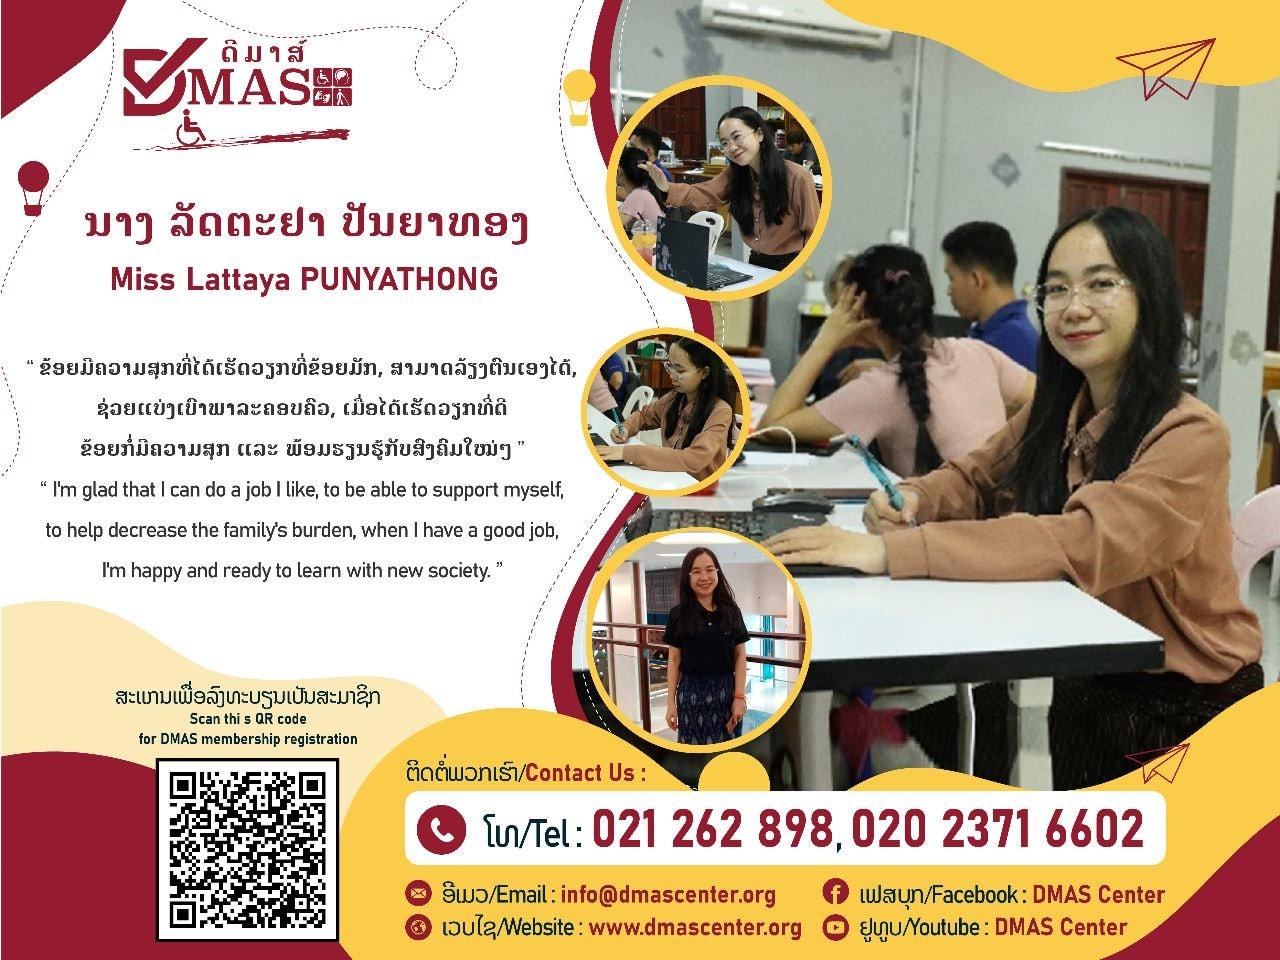 ດີມາສ໌
DMAS
ນາງ ລັດຕະຢາ ປັນຍາທອງ
Miss Lattaya PUNYATHONG
“ ຂ້ອຍມີຄວາມສຸກທີ່ໄດ້ເຮັດວຽກທີ່ຂ້ອຍມັກ, ສາມາດລ້ຽງຕົນເອງໄດ້,
ຊ່ວຍແບ່ງເບົາພາລະຄອບຄົວ, ເມື່ອໄດ້ເຮັດວຽກທີ່ດີ
ຂ້ອຍກໍ່ມີຄວາມສຸກ ແລະ ພ້ອມຮຽນຮູ້ກັບສັງຄົມໃໝ່ໆ ”
“ I'm glad that I can do a job I like, to be able to support myself,
to help decrease the family's burden, when I have a good job,
I'm happy and ready to learn with new society. ”
ສະແກນເພື່ອລົງທະບຽນເປັນສະມາຊິກ
Scan thi s QR code
for DMAS membership registration
ຕິດຕໍ່ພວກເຮົາ/Contact Us :
ໂທ/Tel : 021 262 898, 020 2371 6602
ອີເມວ/Email : info@dmascenter.org
ເຟສບຸກ/Facebook : DMAS Center
ເວບໄຊ/Website : www.dmascenter.org
ຢູທູບ/Youtube : DMAS Center